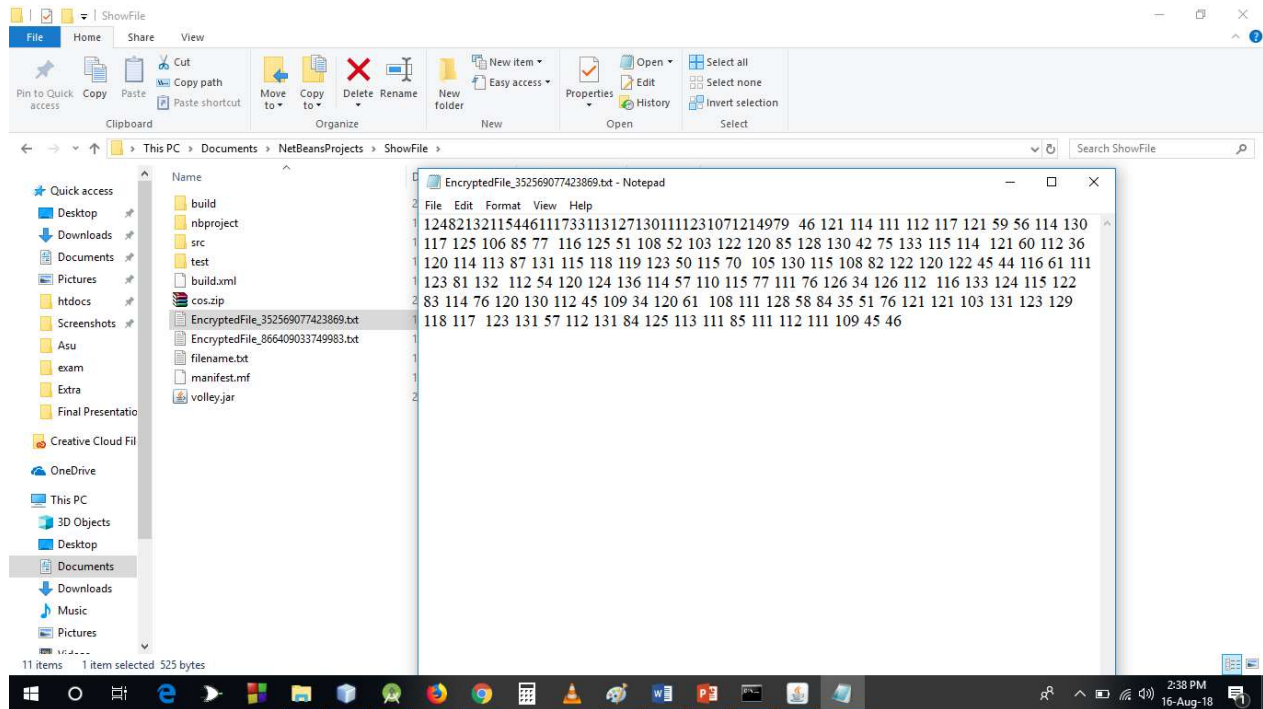 ShowFile
File Home Share View
Pin to Quick access
Copy
Paste
Cut
Copy path
Paste shortcut
Move to
Copy to
Delete
Rename
New folder
New item
Easy access
Properties
Open
Edit
History
Select all
Select none
Invert selection
Clipboard Organize New Open Select
This PC › Documents › NetBeansProjects › ShowFile ›
Search ShowFile
Quick access
Desktop
Downloads
Documents
Pictures
htdocs
Screenshots
Asu
exam
Extra
Final Presentatio
Creative Cloud Fil
OneDrive
This PC
3D Objects
Desktop
Documents
Downloads
Music
Pictures
Name
build
nbproject
src
test
build.xml
cos.zip
EncryptedFile_352569077423869.txt
EncryptedFile_866409033749983.txt
filename.txt
manifest.mf
volley.jar
EncryptedFile_352569077423869.txt - Notepad
File Edit Format View Help
124821321154461117331131271301111231071214979 46 121 114 111 112 117 121 59 56 114 130
117 125 106 85 77 116 125 51 108 52 103 122 120 85 128 130 42 75 133 115 114 121 60 112 36
120 114 113 87 131 115 118 119 123 50 115 70 105 130 115 108 82 122 120 122 45 44 116 61 111
123 81 132 112 54 120 124 136 114 57 110 115 77 111 76 126 34 126 112 116 133 124 115 122
83 114 76 120 130 112 45 109 34 120 61 108 111 128 58 84 35 51 76 121 121 103 131 123 129
118 117 123 131 57 112 131 84 125 113 111 85 111 112 111 109 45 46
11 items 1 item selected 525 bytes
2:38 PM
16-Aug-18